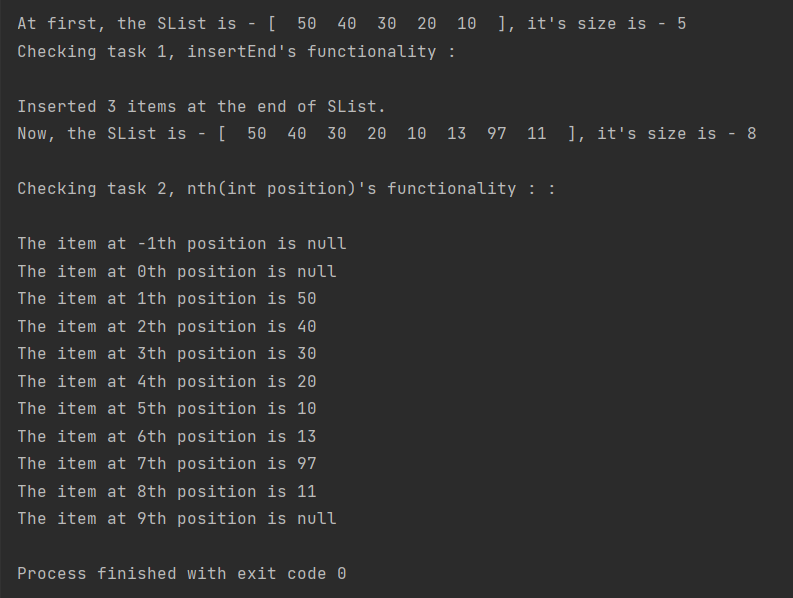 At first, the SList is - [  50  40  30  20  10  ], it's size is - 5
Checking task 1, insertEnd's functionality :
Inserted 3 items at the end of SList.
Now, the SList is - [  50  40  30  20  10  13  97  11  ], it's size is - 8
Checking task 2, nth(int position)'s functionality : :
The item at -1th position is null
The item at 0th position is null
The item at 1th position is 50
The item at 2th position is 40
The item at 3th position is 30
The item at 4th position is 20
The item at 5th position is 10
The item at 6th position is 13
The item at 7th position is 97
The item at 8th position is 11
The item at 9th position is null
Process finished with exit code 0